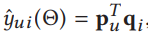 ŷ_{ui}(Θ) = p_u^T q_i,